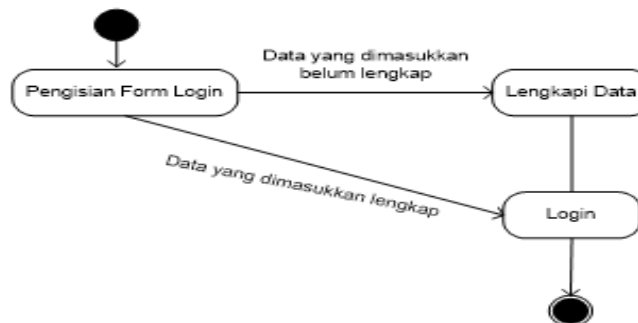 Data yang dimasukkan
belum lengkap
Pengisian Form Login
Lengkapi Data
Data yang dimasukkan lengkap
Login